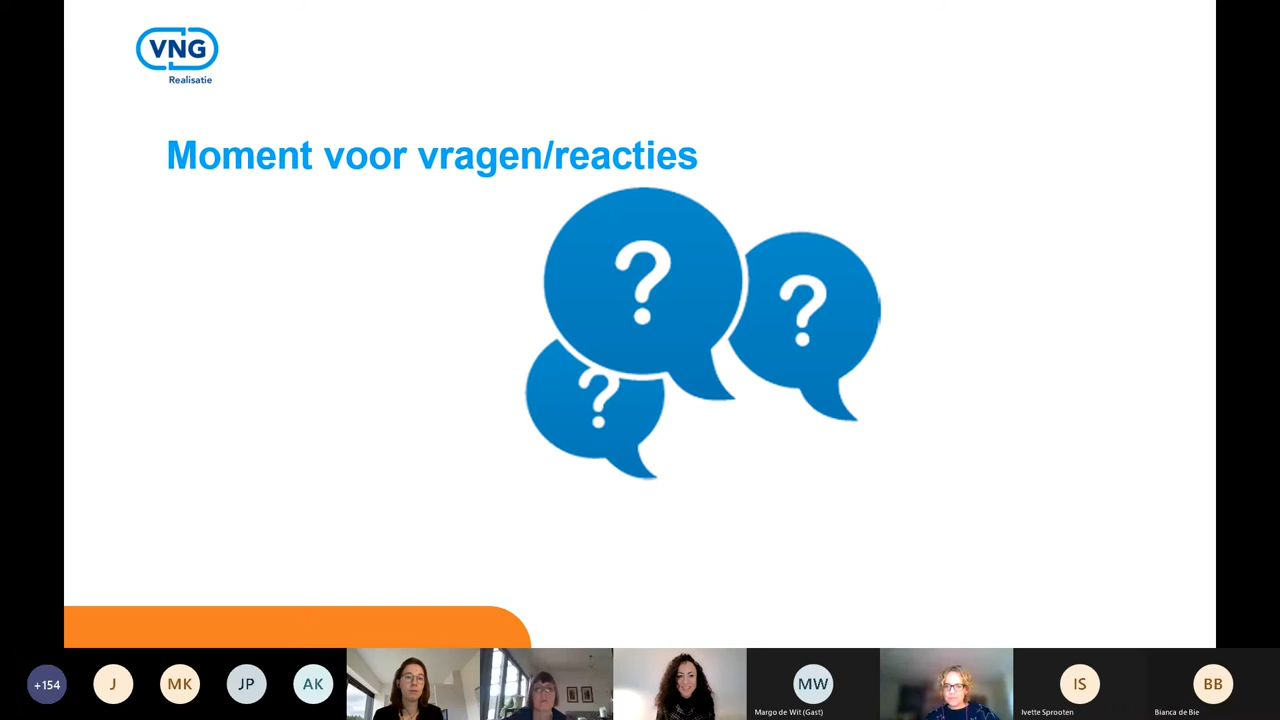 VNG
Realisatie
Moment voor vragen/reacties
?
?
?
+154
J
MK
JP
AK
MW
Margo de Wit (Gast)
IS
Ivette Sprooten
BB
Bianca de Bie